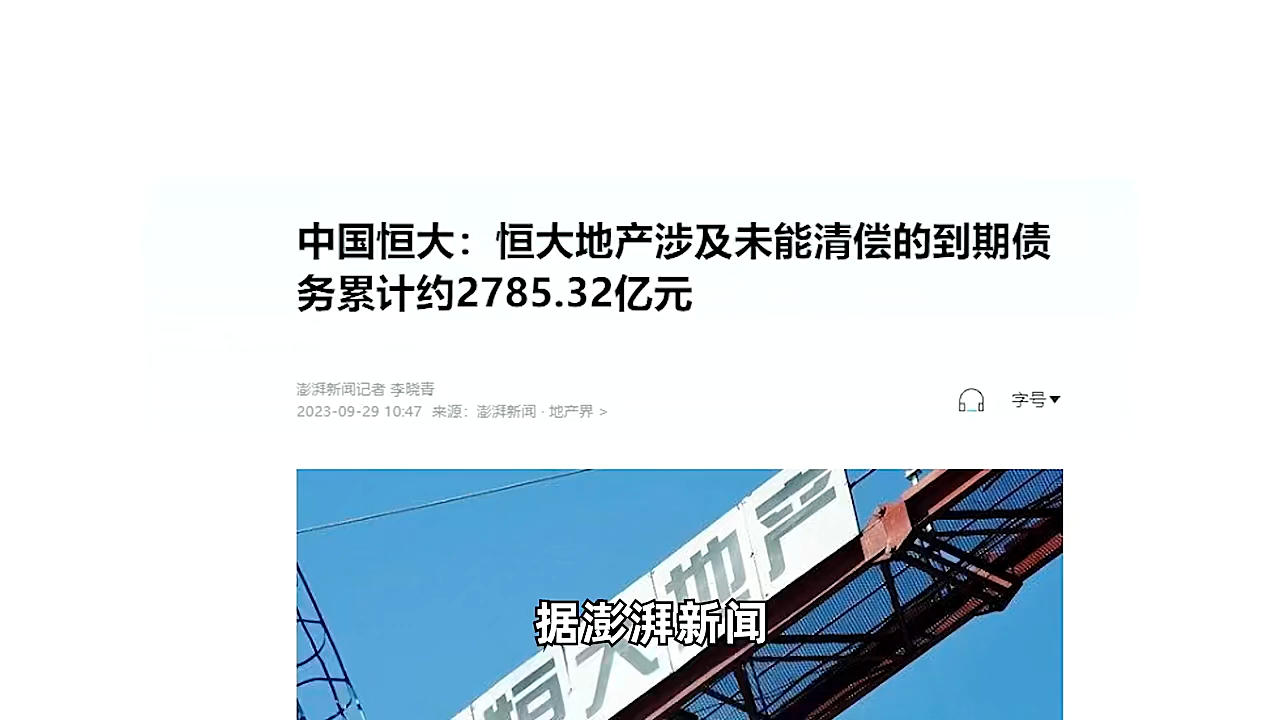 中国恒大：恒大地产涉及未能清偿的到期债
务累计约2785.32亿元
澎湃新闻记者 李晓青
2023-09-29 10:47 来源：澎湃新闻 · 地产界 >
字号
恒大地产
据澎湃新闻